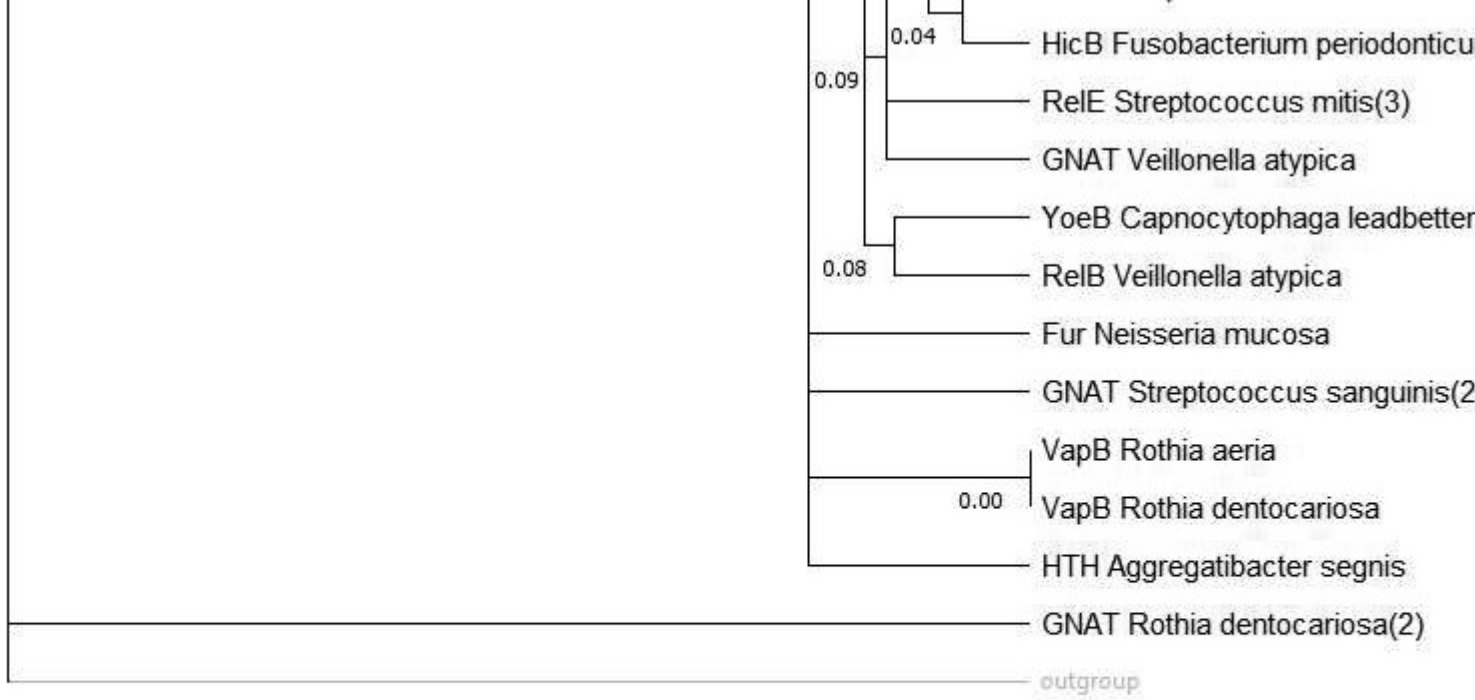 0.04
HicB Fusobacterium periodonticu
0.09
RelE Streptococcus mitis(3)
GNAT Veillonella atypica
YoeB Capnocytophaga leadbetter
0.08
RelB Veillonella atypica
Fur Neisseria mucosa
GNAT Streptococcus sanguinis(2
VapB Rothia aeria
0.00
VapB Rothia dentocariosa
HTH Aggregatibacter segnis
GNAT Rothia dentocariosa(2)
outgroup